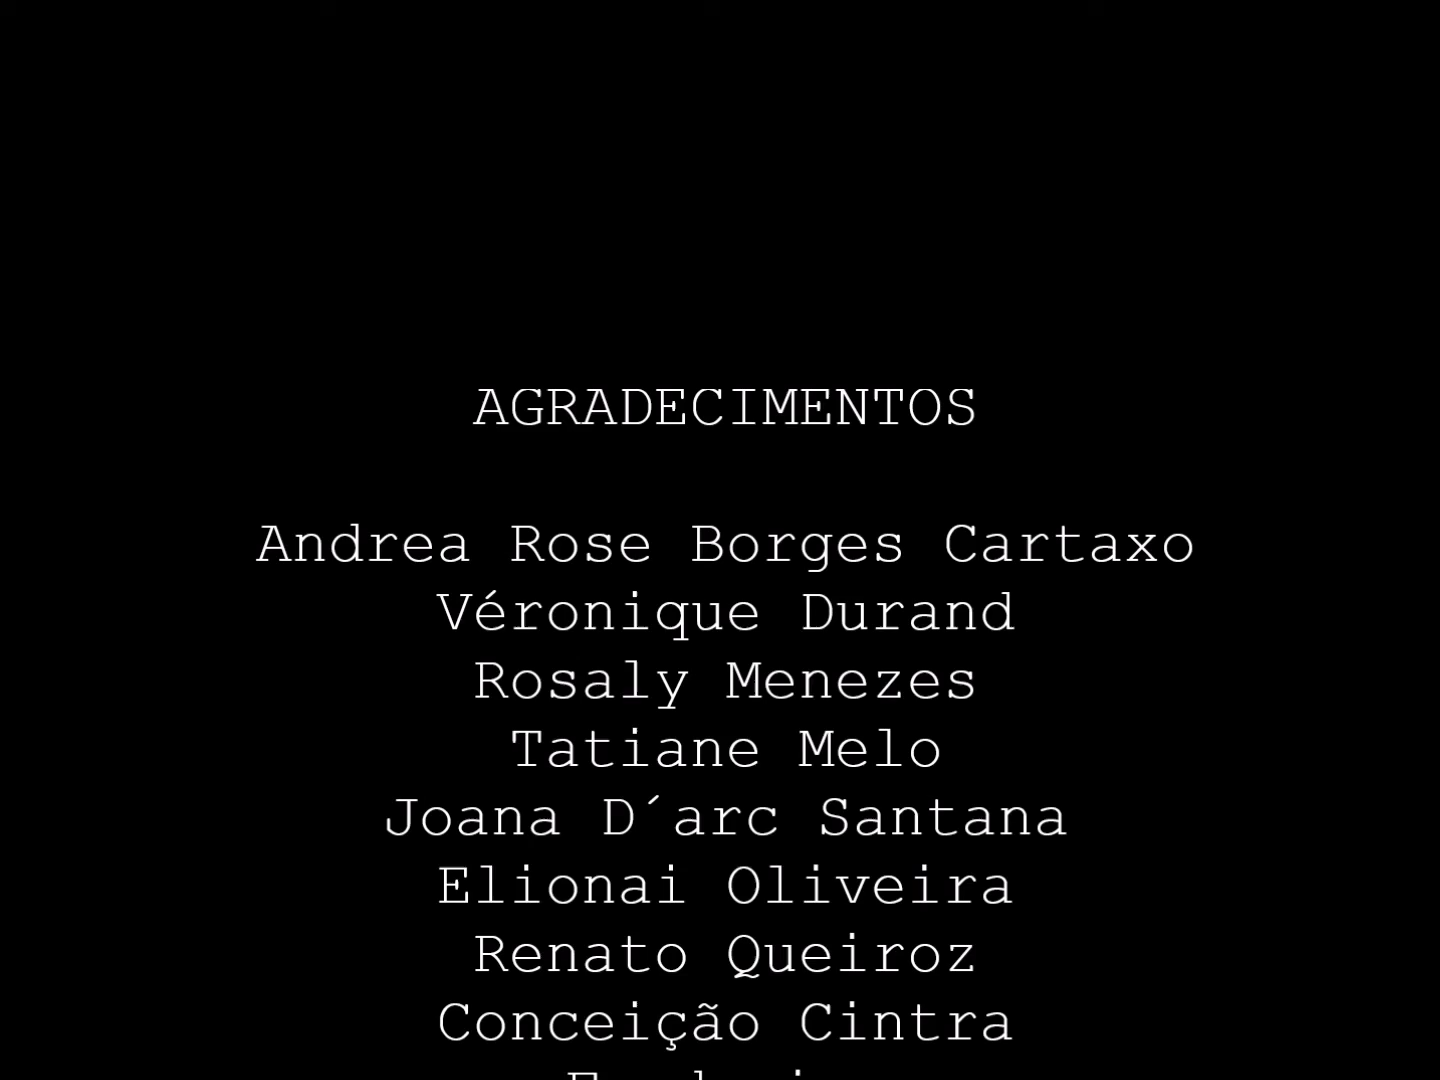 AGRADECIMENTOS
Andrea Rose Borges Cartaxo
Véronique Durand
Rosaly Menezes
Tatiane Melo
Joana D´arc Santana
Elionai Oliveira
Renato Queiroz
Conceição Cintra